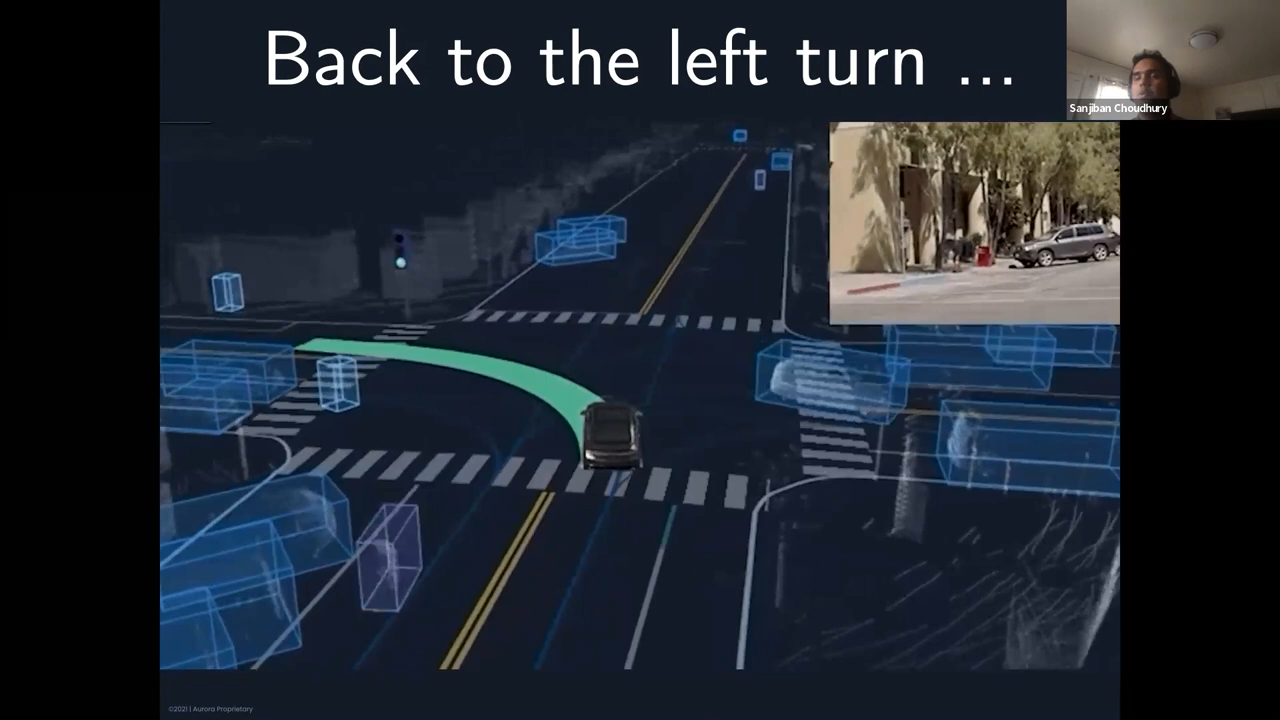 Back to the left turn ...
Sanjiban Choudhury
©2021 | Aurora Proprietary